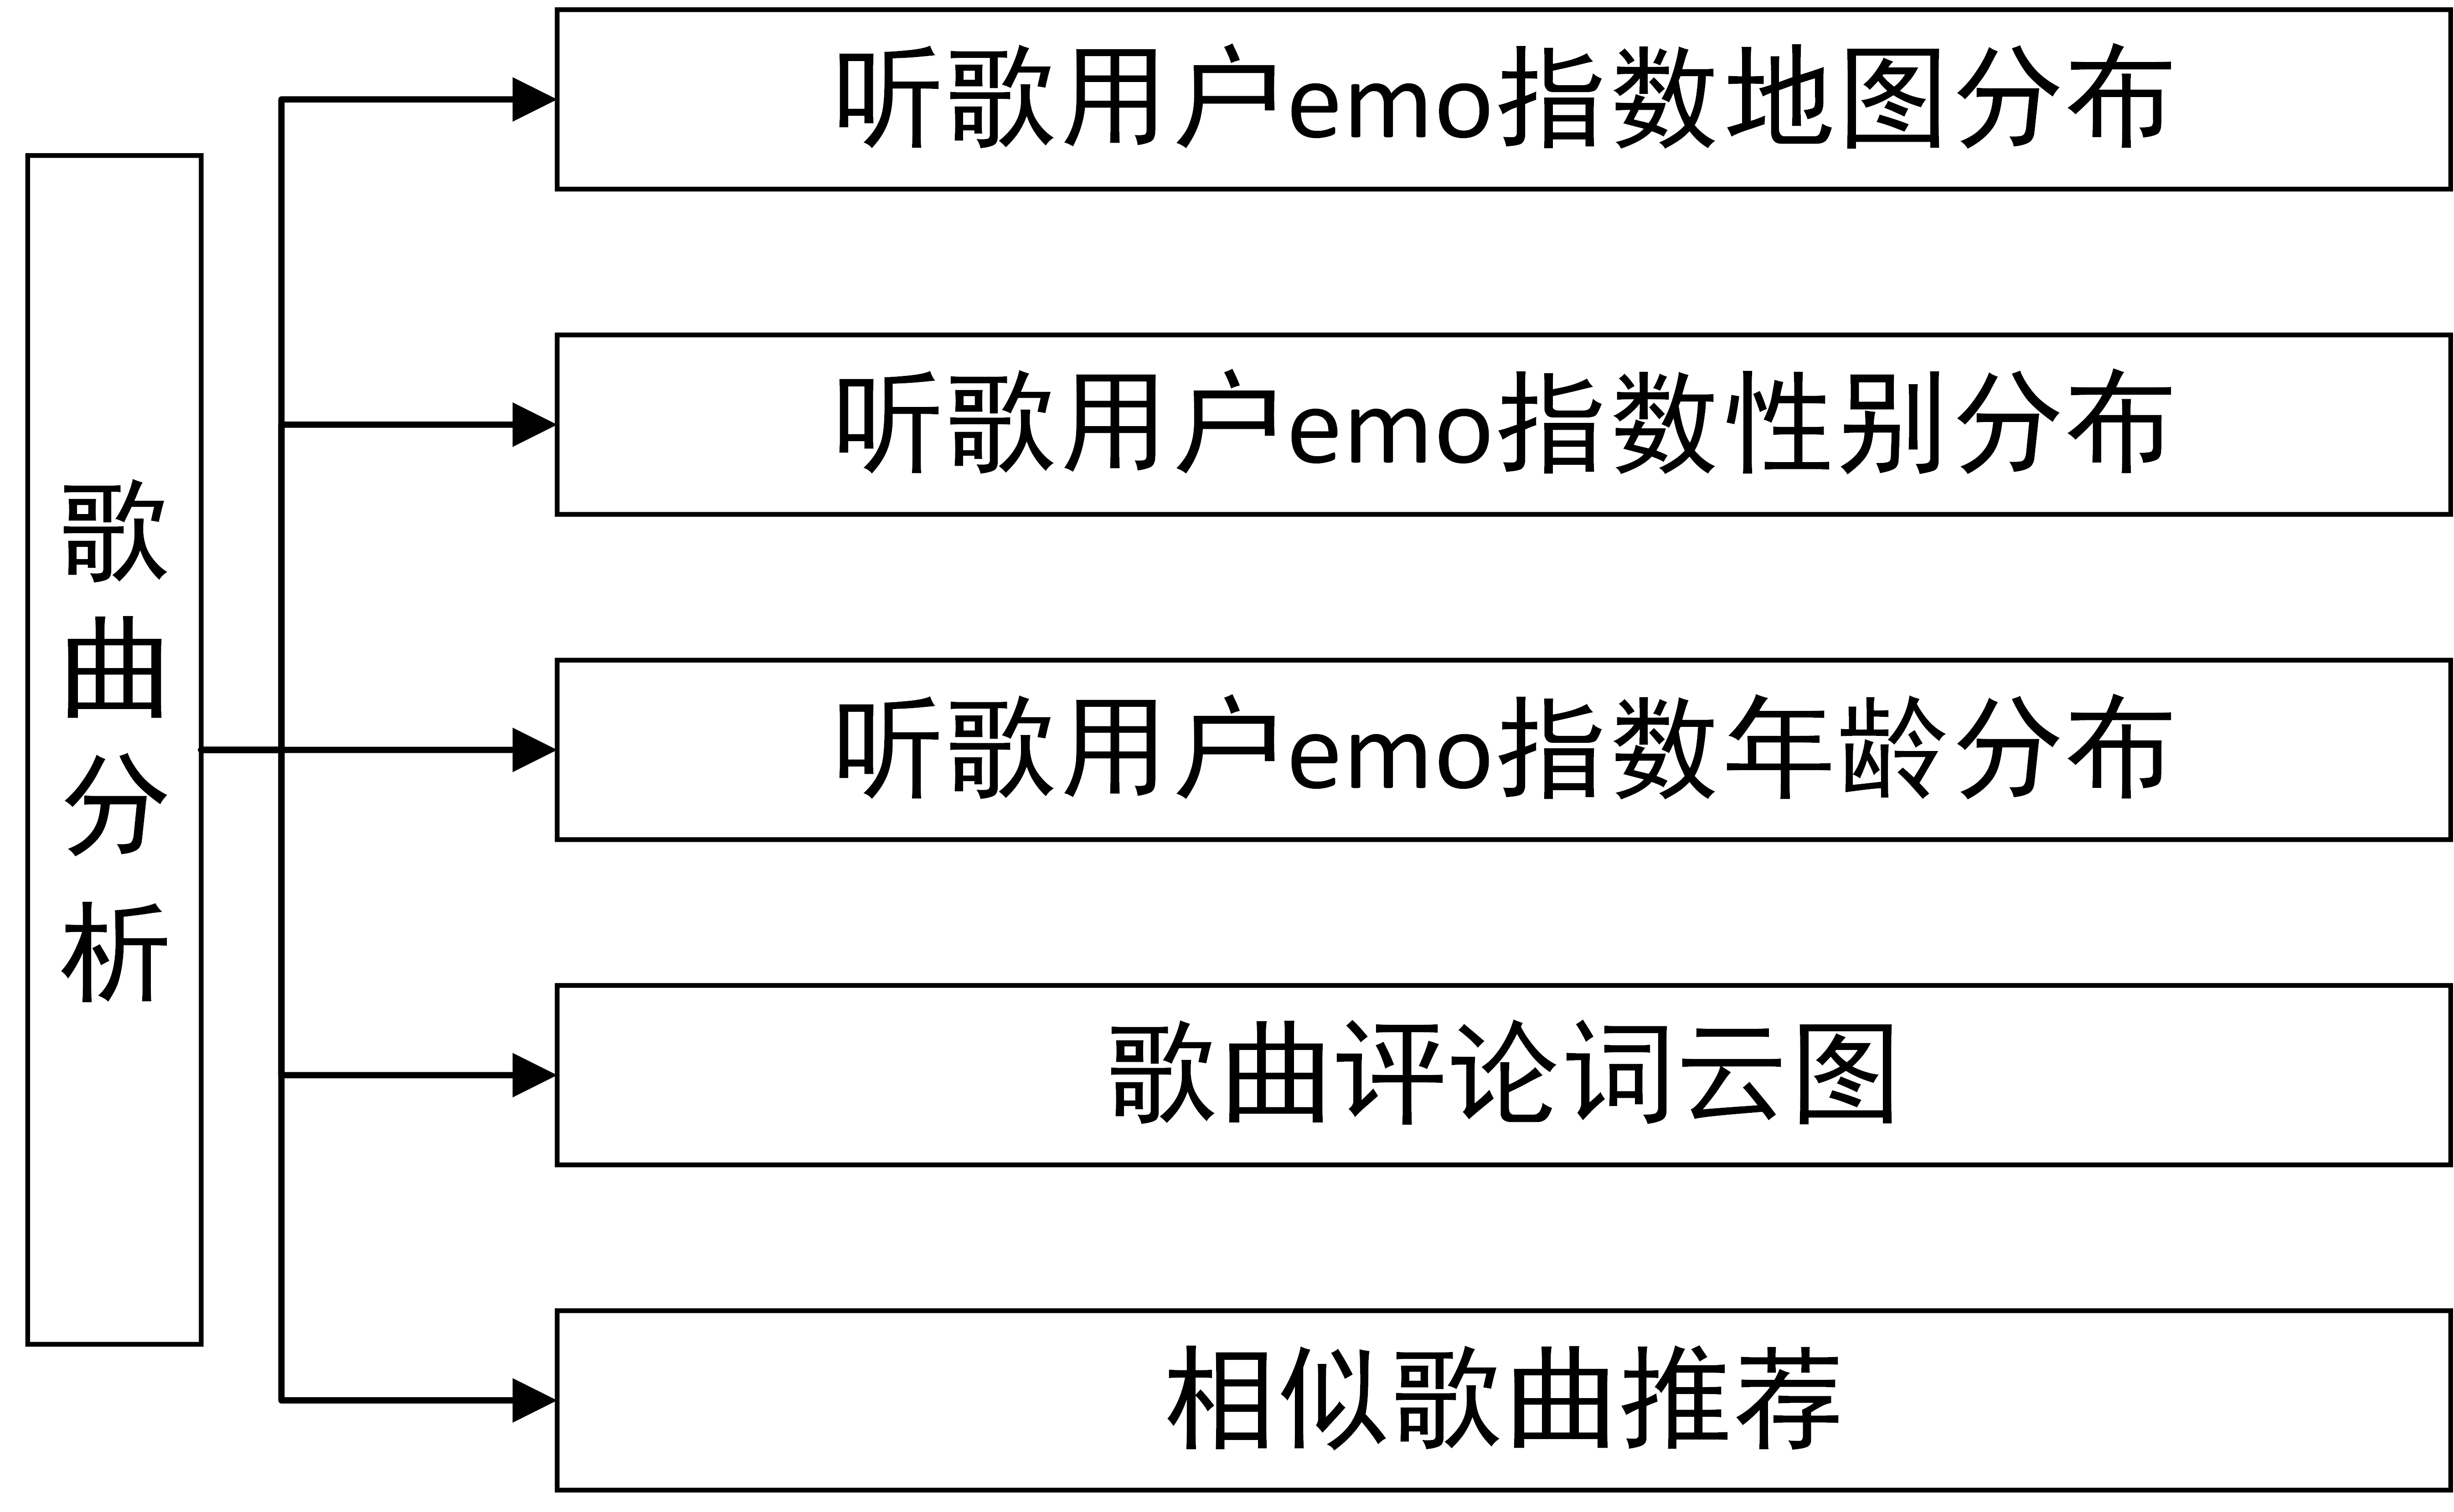 歌曲分析
听歌用户emo指数地图分布
听歌用户emo指数性别分布
听歌用户emo指数年龄分布
歌曲评论词云图
相似歌曲推荐